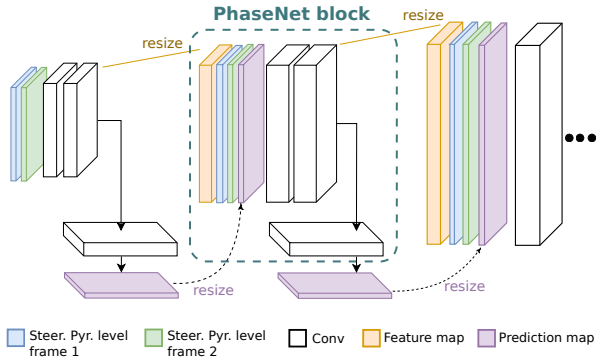 PhaseNet block
resize
resize
resize
resize
Steer. Pyr. level
frame 1
Steer. Pyr. level
frame 2
Conv
Feature map
Prediction map